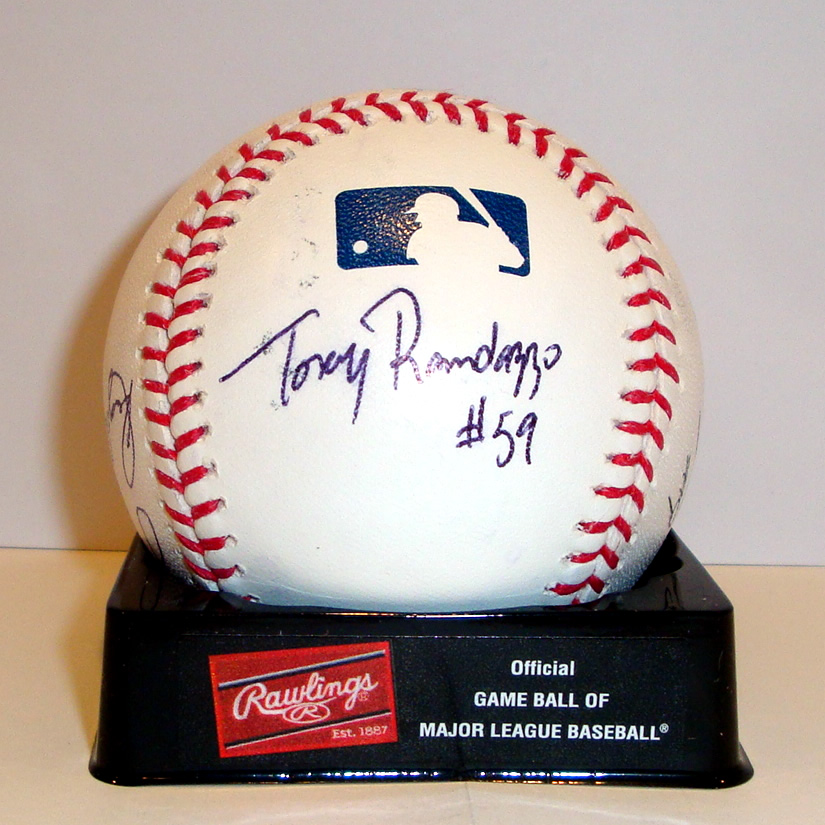 Tony Randazzo
#59
Rawlings®
R
Est. 1887
Official
GAME BALL OF
MAJOR LEAGUE BASEBALL®